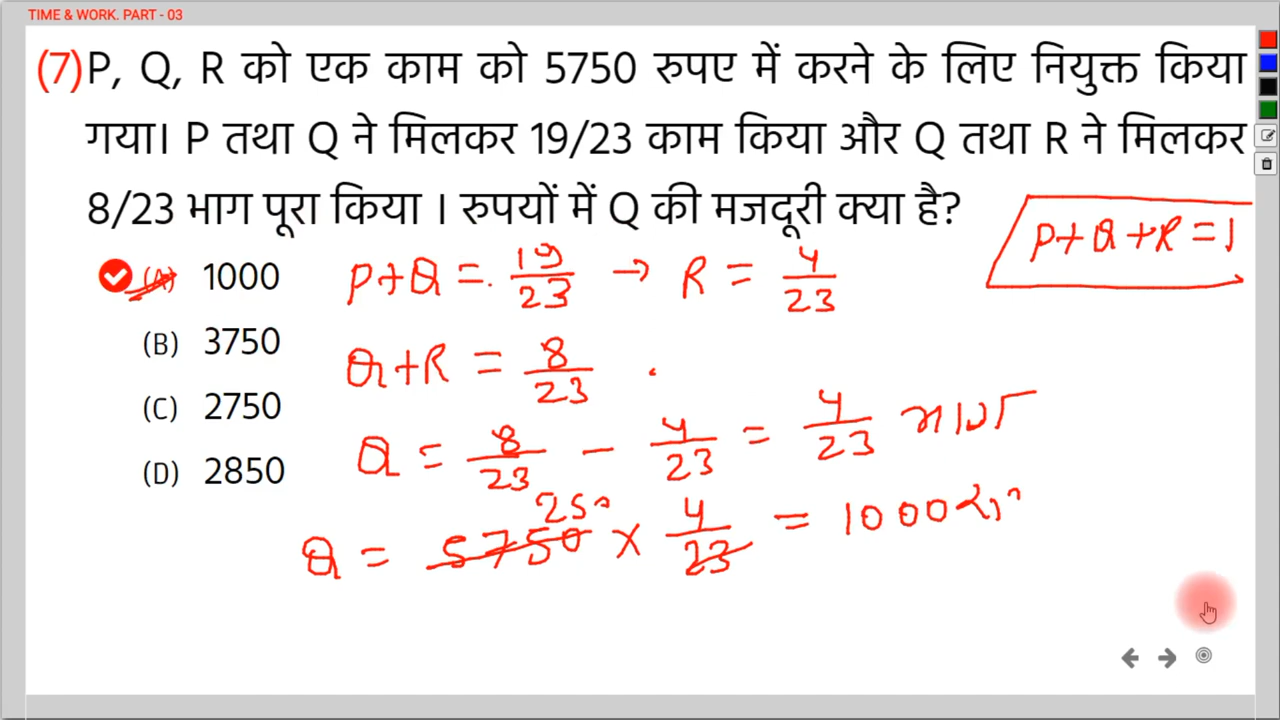 TIME & WORK. PART - 03
(7) P, Q, R को एक काम को 5750 रुपए में करने के लिए नियुक्त किया
गया। P तथा Q ने मिलकर 19/23 काम किया और Q तथा R ने मिलकर
8/23 भाग पूरा किया । रुपयों में Q की मजदूरी क्या है?
P+Q+R=1
(A) 1000
P+Q = 19/23 → R = 4/23
(B) 3750
Q+R = 8/23
(C) 2750
Q = 8/23 - 4/23 = 4/23 भाग
(D) 2850
250
Q = 5750 × 4/23 = 1000